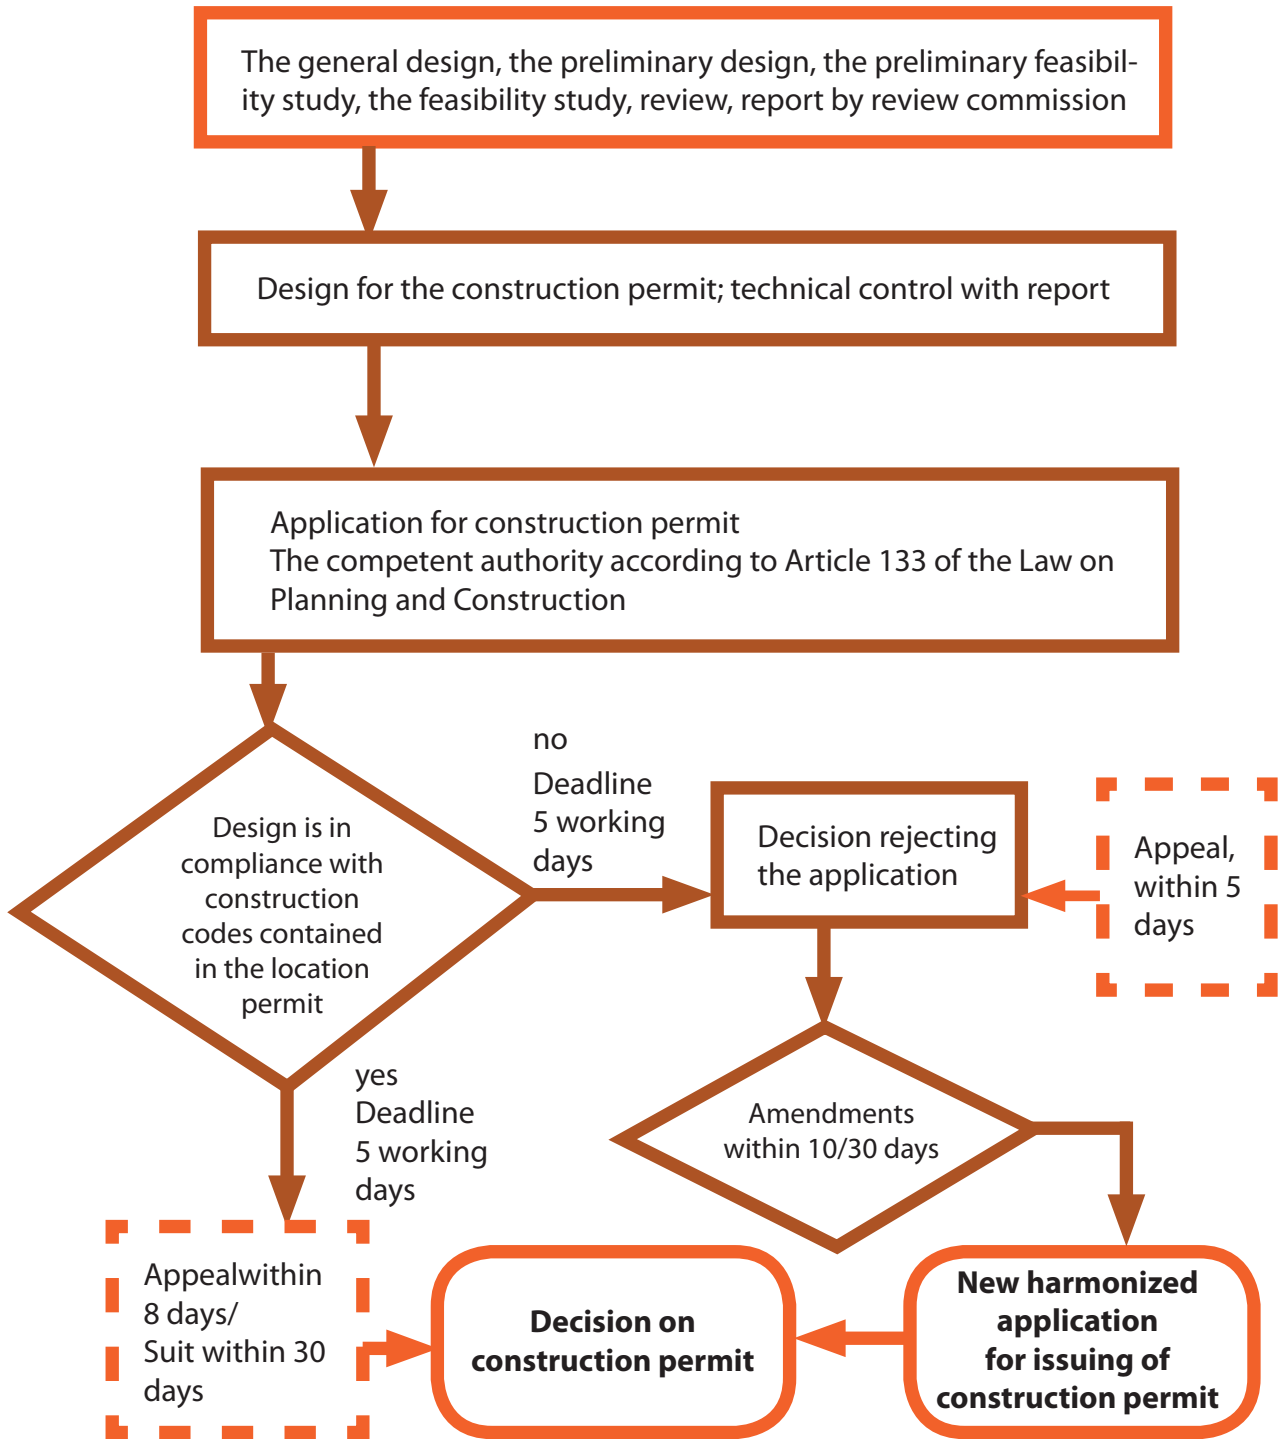 The general design, the preliminary design, the preliminary feasibil-
ity study, the feasibility study, review, report by review commission
Design for the construction permit; technical control with report
Application for construction permit
The competent authority according to Article 133 of the Law on
Planning and Construction
no
Deadline
5 working
days
Design is in
compliance with
construction
codes contained
in the location
permit
Decision rejecting
the application
Appeal,
within 5
days
yes
Deadline
5 working
days
Amendments
within 10/30 days
Appealwithin
8 days/
Suit within 30
days
Decision on
construction permit
New harmonized
application
for issuing of
construction permit